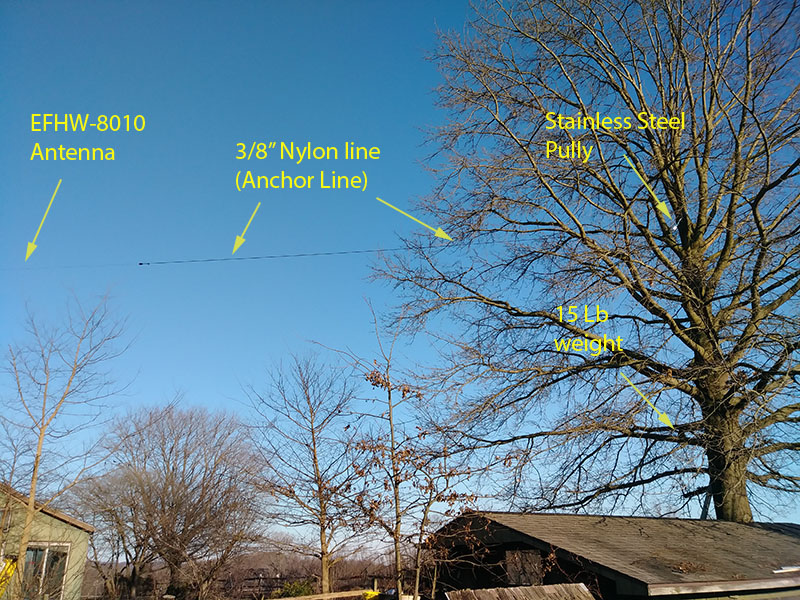 EFHW-8010
Antenna
3/8” Nylon line
(Anchor Line)
Stainless Steel
Pully
15 Lb
weight